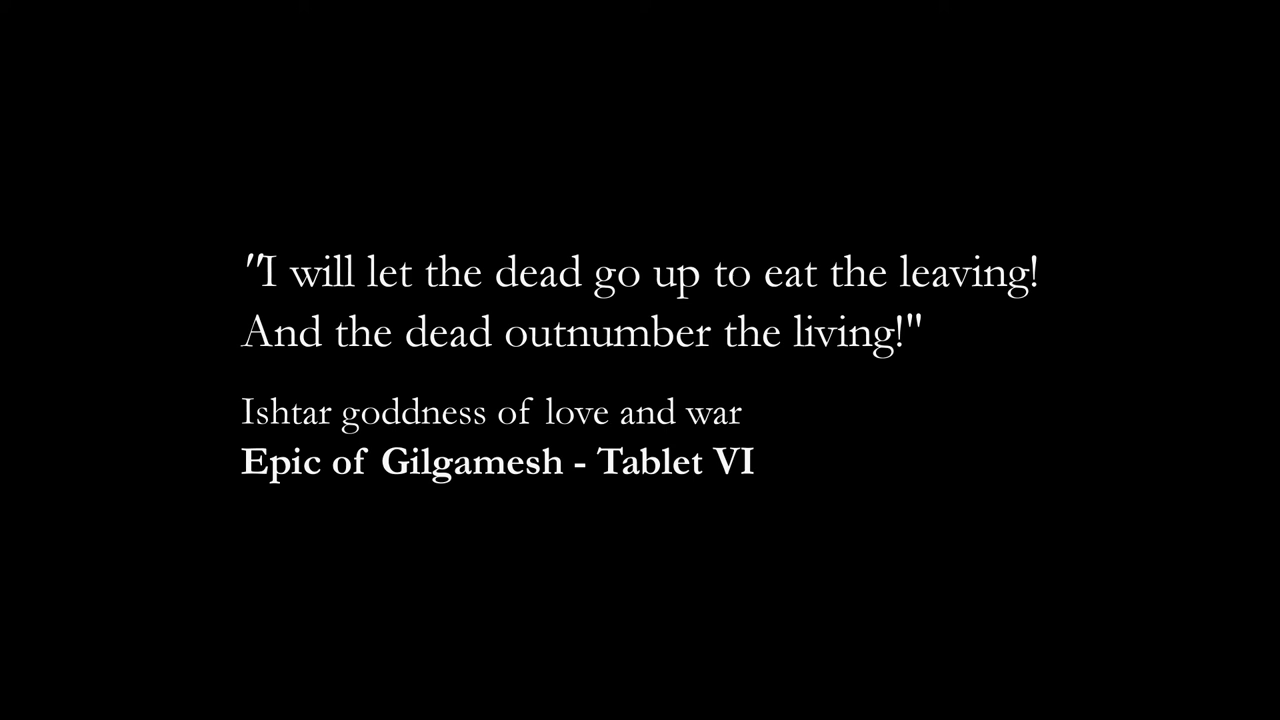 "I will let the dead go up to eat the leaving!
And the dead outnumber the living!"
Ishtar goddness of love and war
Epic of Gilgamesh - Tablet VI